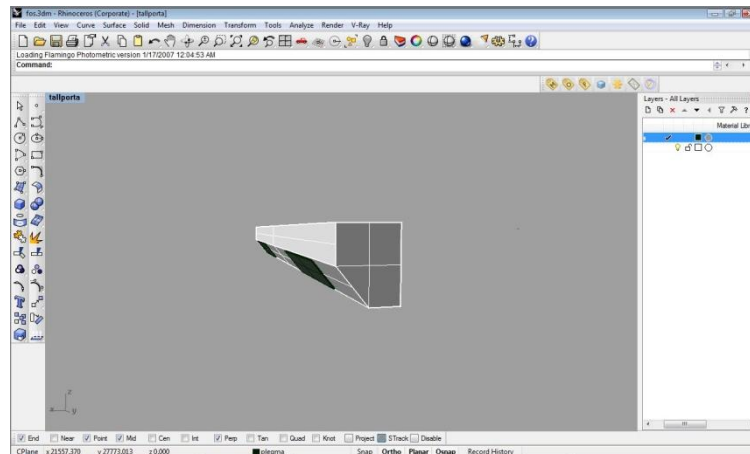 fos.3dm - Rhinoceros (Corporate) - [tallporta]
File Edit View Curve Surface Solid Mesh Dimension Transform Tools Analyze Render V-Ray Help
Loading Flamingo Photometric version 1/17/2007 12:04:53 AM
Command:
tallporta
Layers - All Layers
Material Libr
z
x y
End Near Point Mid Cen Int Perp Tan Quad Knot Project STrack Disable
CPlane x 21557.370 y 27773.013 z 0.000 plegma Snap Ortho Planar Osnap Record History